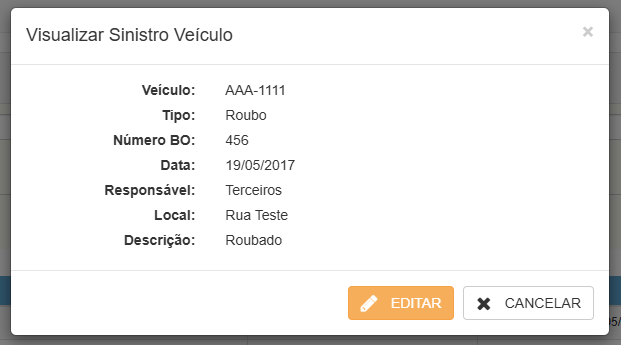 Visualizar Sinistro Veículo
×
Veículo: AAA-1111
Tipo: Roubo
Número BO: 456
Data: 19/05/2017
Responsável: Terceiros
Local: Rua Teste
Descrição: Roubado
EDITAR CANCELAR